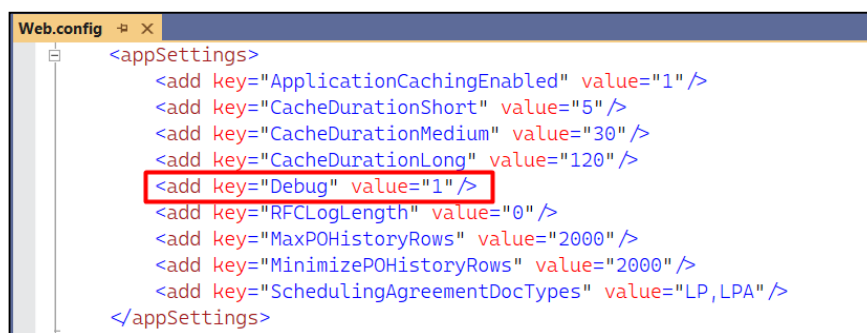 Web.config
<appSettings>
<add key="ApplicationCachingEnabled" value="1"/>
<add key="CacheDurationShort" value="5"/>
<add key="CacheDurationMedium" value="30"/>
<add key="CacheDurationLong" value="120"/>
<add key="Debug" value="1"/>
<add key="RFCLogLength" value="0"/>
<add key="MaxPOHistoryRows" value="2000"/>
<add key="MinimizePOHistoryRows" value="2000"/>
<add key="SchedulingAgreementDocTypes" value="LP,LPA"/>
</appSettings>